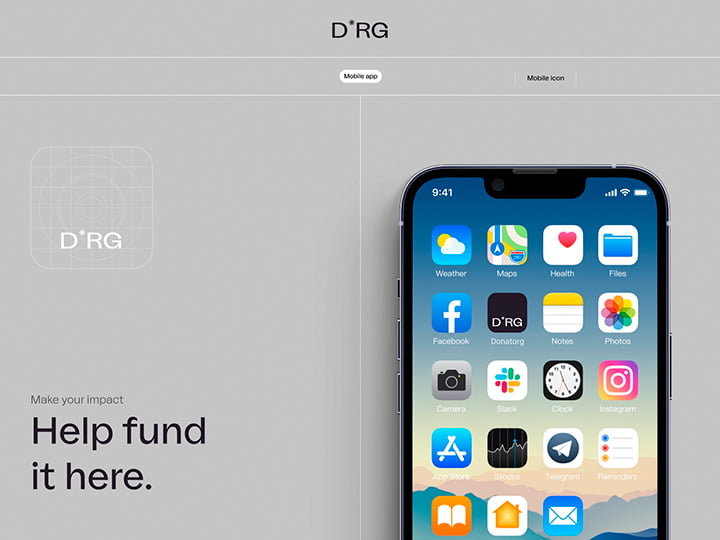 D*RG
Mobile app
Mobile icon
D*RG
Make your impact
Help fund
it here.
9:41
Weather
Maps
Health
Files
280
Facebook
D*RG
Donatorg
Notes
Photos
Camera
Slack
Clock
Instagram
App Store
Stocks
Telegram
Reminders